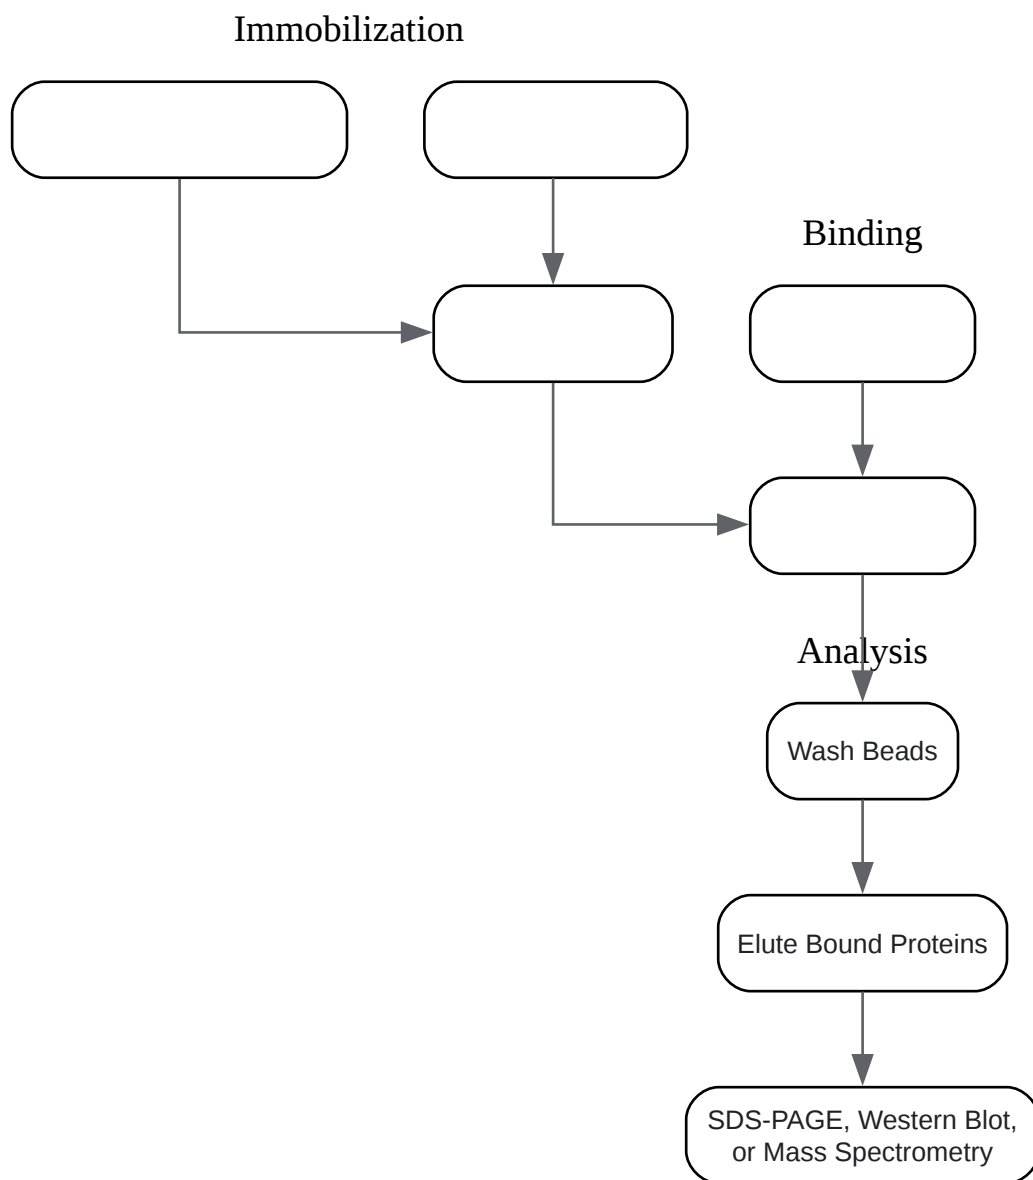 Immobilization
Binding
Analysis
Wash Beads
Elute Bound Proteins
SDS-PAGE, Western Blot,
or Mass Spectrometry